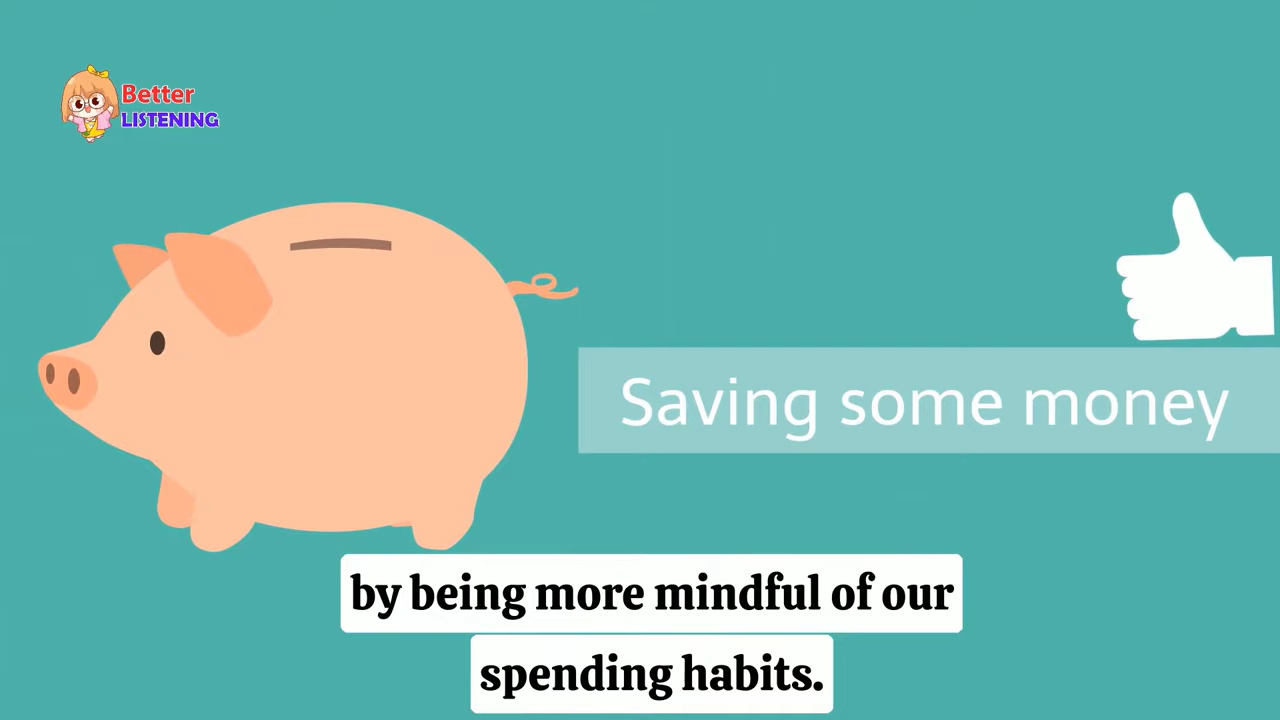 Better
LISTENING
Saving some money
by being more mindful of our
spending habits.